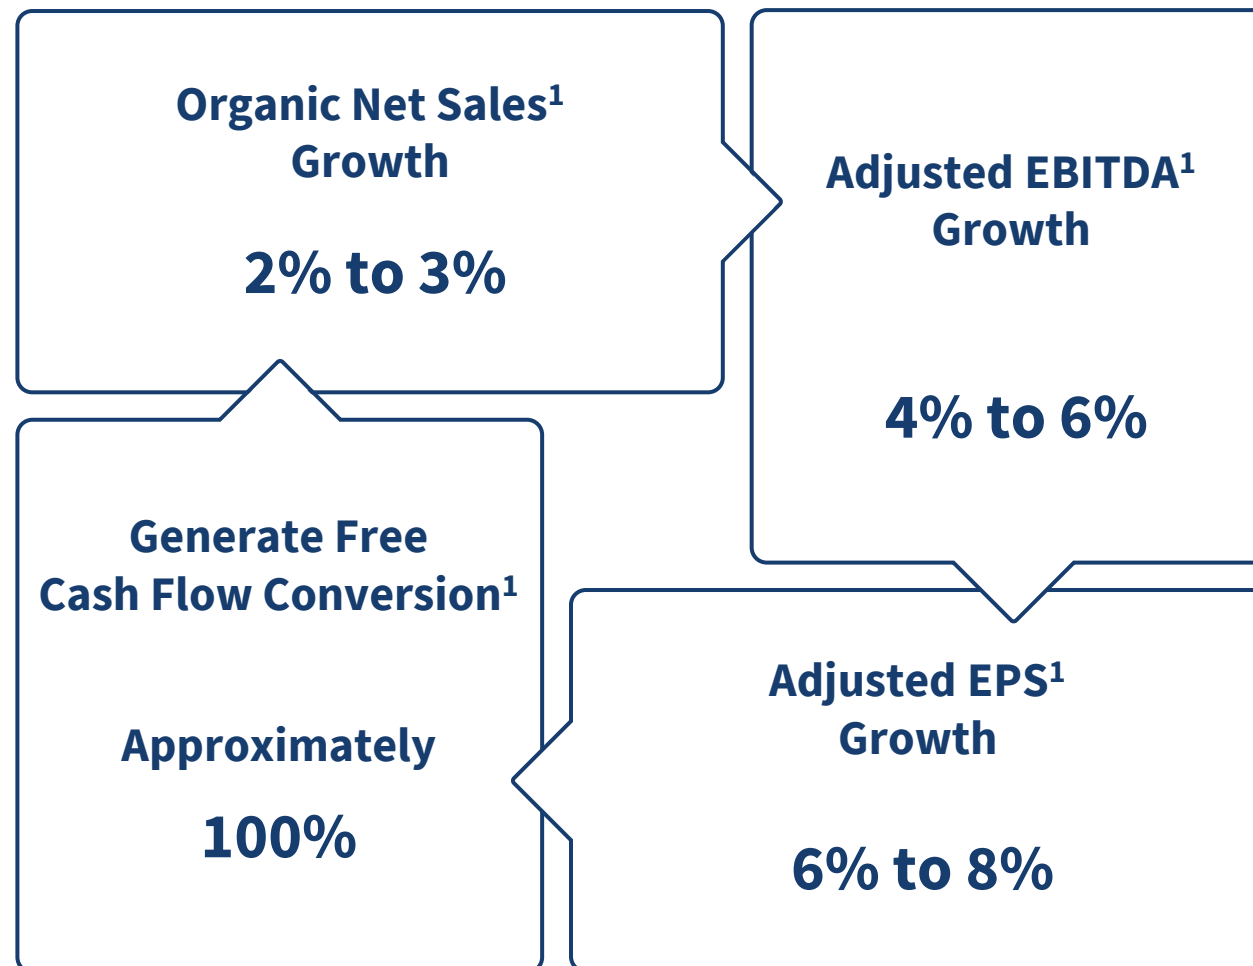 Organic Net Sales¹
Growth
2% to 3%
Adjusted EBITDA¹
Growth
4% to 6%
Generate Free
Cash Flow Conversion¹
Approximately
100%
Adjusted EPS¹
Growth
6% to 8%